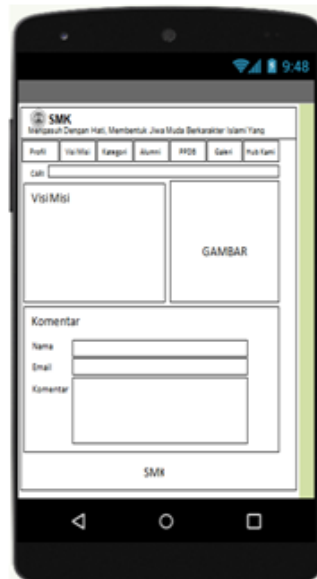 9:48
SMK
Mengasuh Dengan Hati, Membentuk Jiwa Muda Berkarakter Islami Yang
Profil Visi Misi Kategori Alumni PPDB Galeri Hub Kami
Cari
Visi Misi
GAMBAR
Komentar
Nama
Email
Komentar
SMK